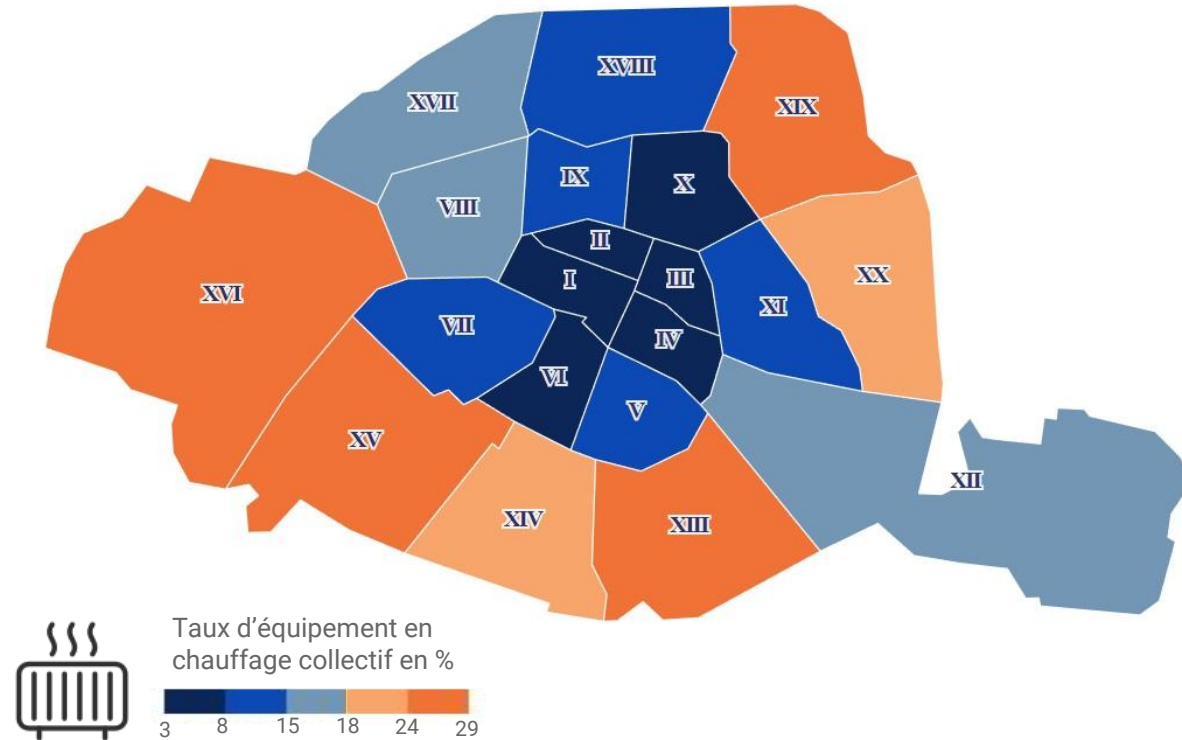 XVIII
XVII
XIX
IX
X
VIII
II
XX
I
III
XVI
XI
VII
IV
VI
V
XV
XII
XIV
XIII
Taux d’équipement en
chauffage collectif en %
3 8 15 18 24 29